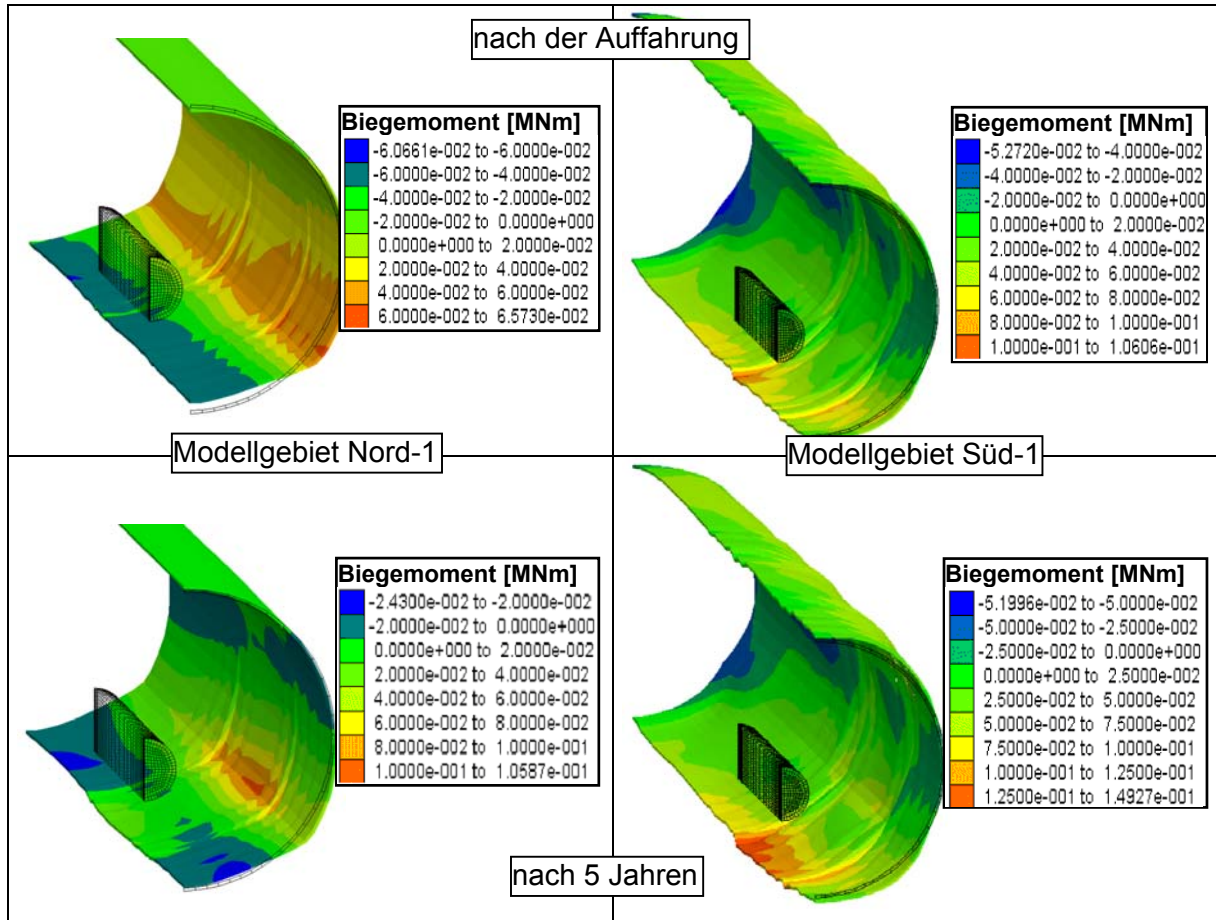 nach der Auffahrung
Biegemoment [MNm]
-6.0661e-002 to -6.0000e-002
-6.0000e-002 to -4.0000e-002
-4.0000e-002 to -2.0000e-002
-2.0000e-002 to 0.0000e+000
0.0000e+000 to 2.0000e-002
2.0000e-002 to 4.0000e-002
4.0000e-002 to 6.0000e-002
6.0000e-002 to 6.5730e-002
Biegemoment [MNm]
-5.2720e-002 to -4.0000e-002
-4.0000e-002 to -2.0000e-002
-2.0000e-002 to 0.0000e+000
0.0000e+000 to 2.0000e-002
2.0000e-002 to 4.0000e-002
4.0000e-002 to 6.0000e-002
6.0000e-002 to 8.0000e-002
8.0000e-002 to 1.0000e-001
1.0000e-001 to 1.0606e-001
Modellgebiet Nord-1
Modellgebiet Süd-1
Biegemoment [MNm]
-2.4300e-002 to -2.0000e-002
-2.0000e-002 to 0.0000e+000
0.0000e+000 to 2.0000e-002
2.0000e-002 to 4.0000e-002
4.0000e-002 to 6.0000e-002
6.0000e-002 to 8.0000e-002
8.0000e-002 to 1.0000e-001
1.0000e-001 to 1.0587e-001
Biegemoment [MNm]
-5.1996e-002 to -5.0000e-002
-5.0000e-002 to -2.5000e-002
-2.5000e-002 to 0.0000e+000
0.0000e+000 to 2.5000e-002
2.5000e-002 to 5.0000e-002
5.0000e-002 to 7.5000e-002
7.5000e-002 to 1.0000e-001
1.0000e-001 to 1.2500e-001
1.2500e-001 to 1.4927e-001
nach 5 Jahren